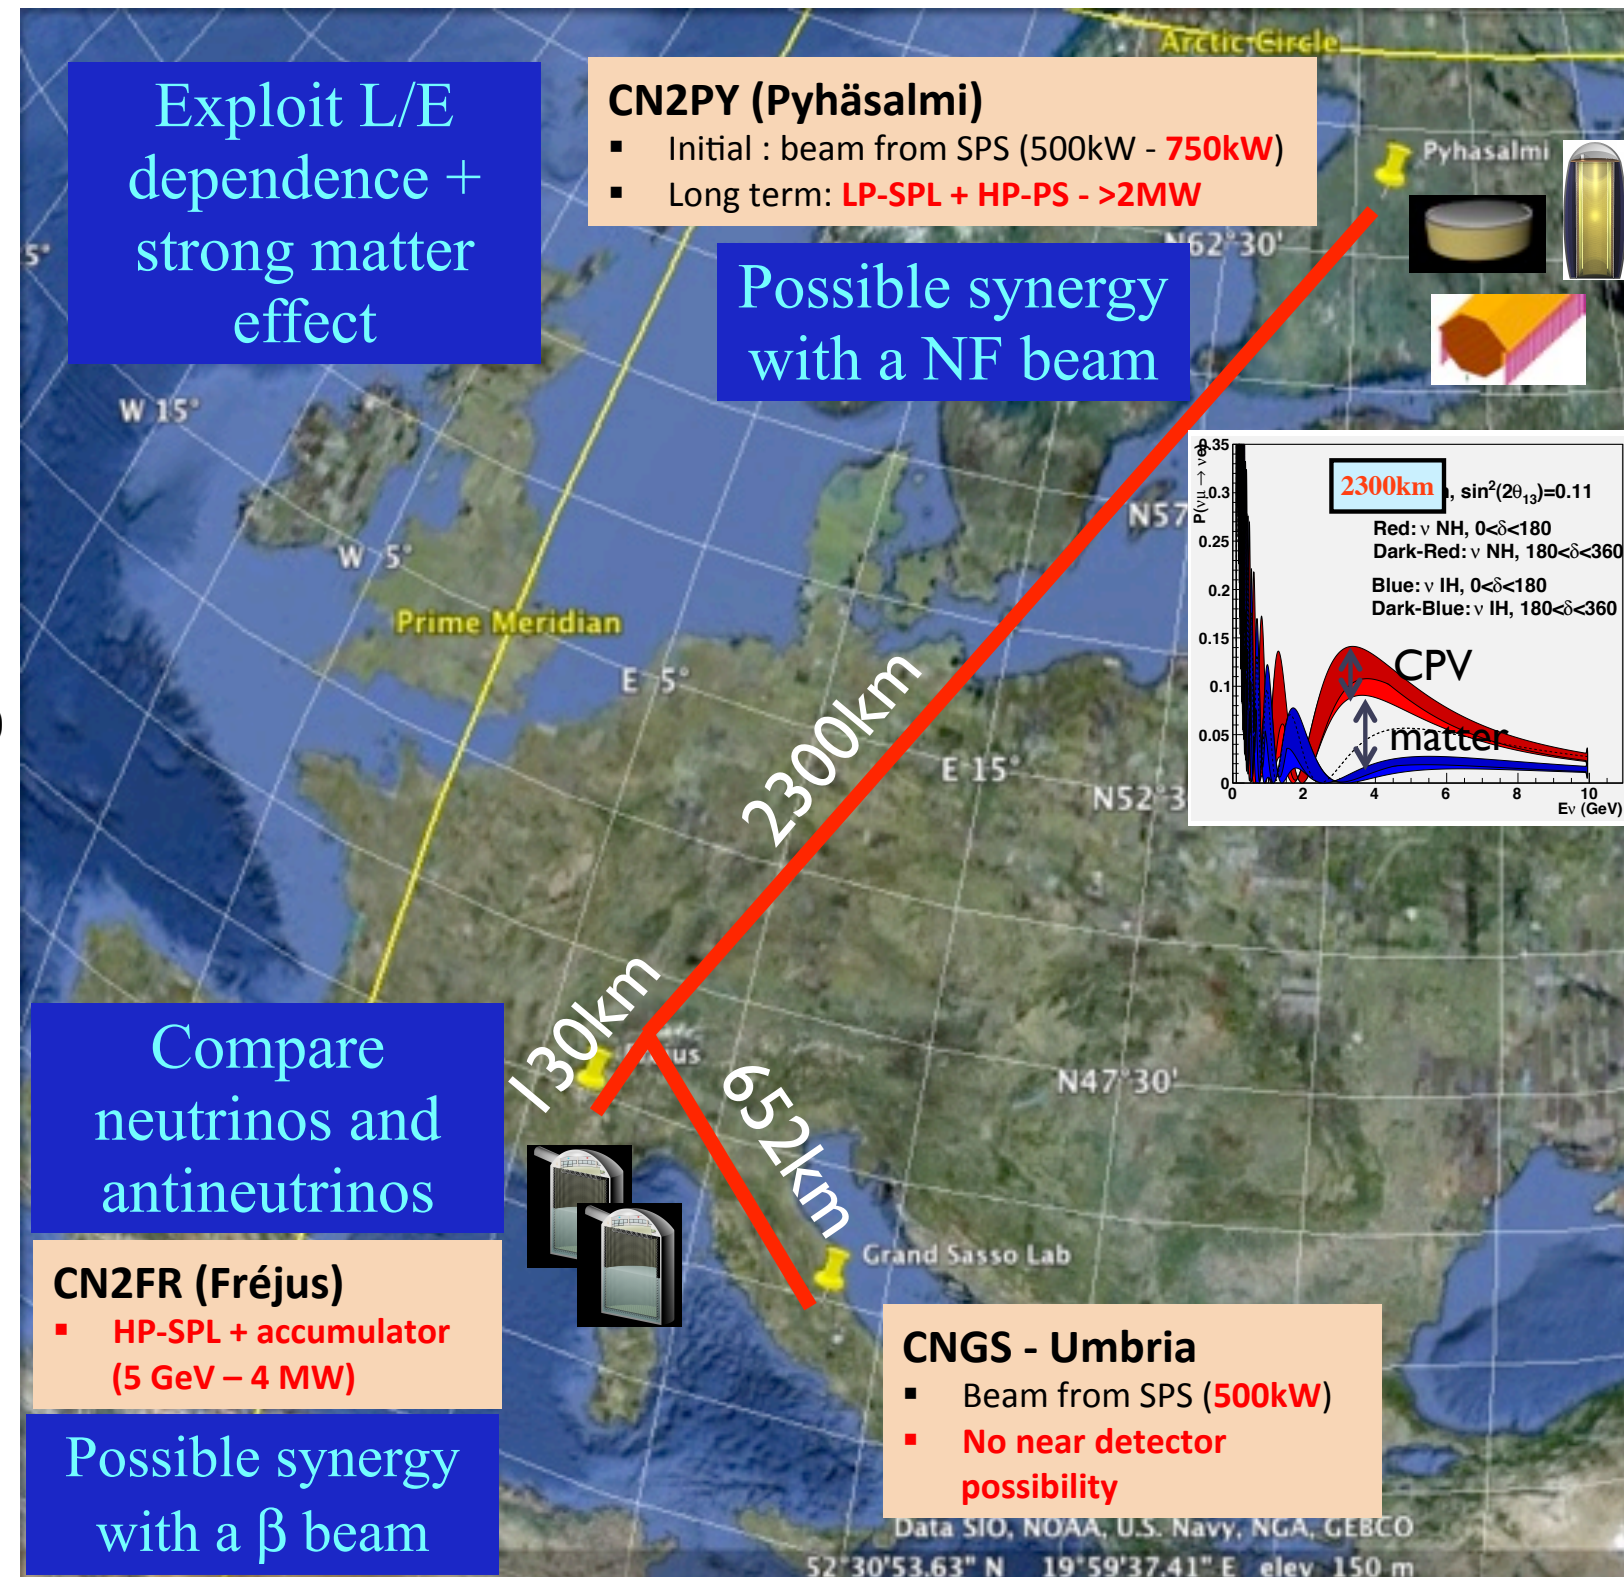 Arctic Circle
Exploit L/E
dependence +
strong matter
effect
CN2PY (Pyhäsalmi)
▪ Initial : beam from SPS (500kW - 750kW)
▪ Long term: LP-SPL + HP-PS - >2MW
Pyhasalmi
5°
N62°30'
Possible synergy
with a NF beam
W 15°
N57
W 5°
Prime Meridian
E 5°
E 15°
N52°3
2300km
P(νμ → νe)
0.35
0.3
0.25
0.2
0.15
0.1
0.05
0
2300km , sin²(2θ₁₃)=0.11
Red: ν NH, 0<δ<180
Dark-Red: ν NH, 180<δ<360
Blue: ν IH, 0<δ<180
Dark-Blue: ν IH, 180<δ<360
CPV
matter
0 2 4 6 8 10
Eν (GeV)
130km
us
652km
N47°30'
Compare
neutrinos and
antineutrinos
Grand Sasso Lab
CN2FR (Fréjus)
▪ HP-SPL + accumulator
(5 GeV – 4 MW)
Possible synergy
with a β beam
CNGS - Umbria
▪ Beam from SPS (500kW)
▪ No near detector
possibility
Data SIO, NOAA, U.S. Navy, NGA, GEBCO
52°30'53.63" N 19°59'37.41" E elev 150 m